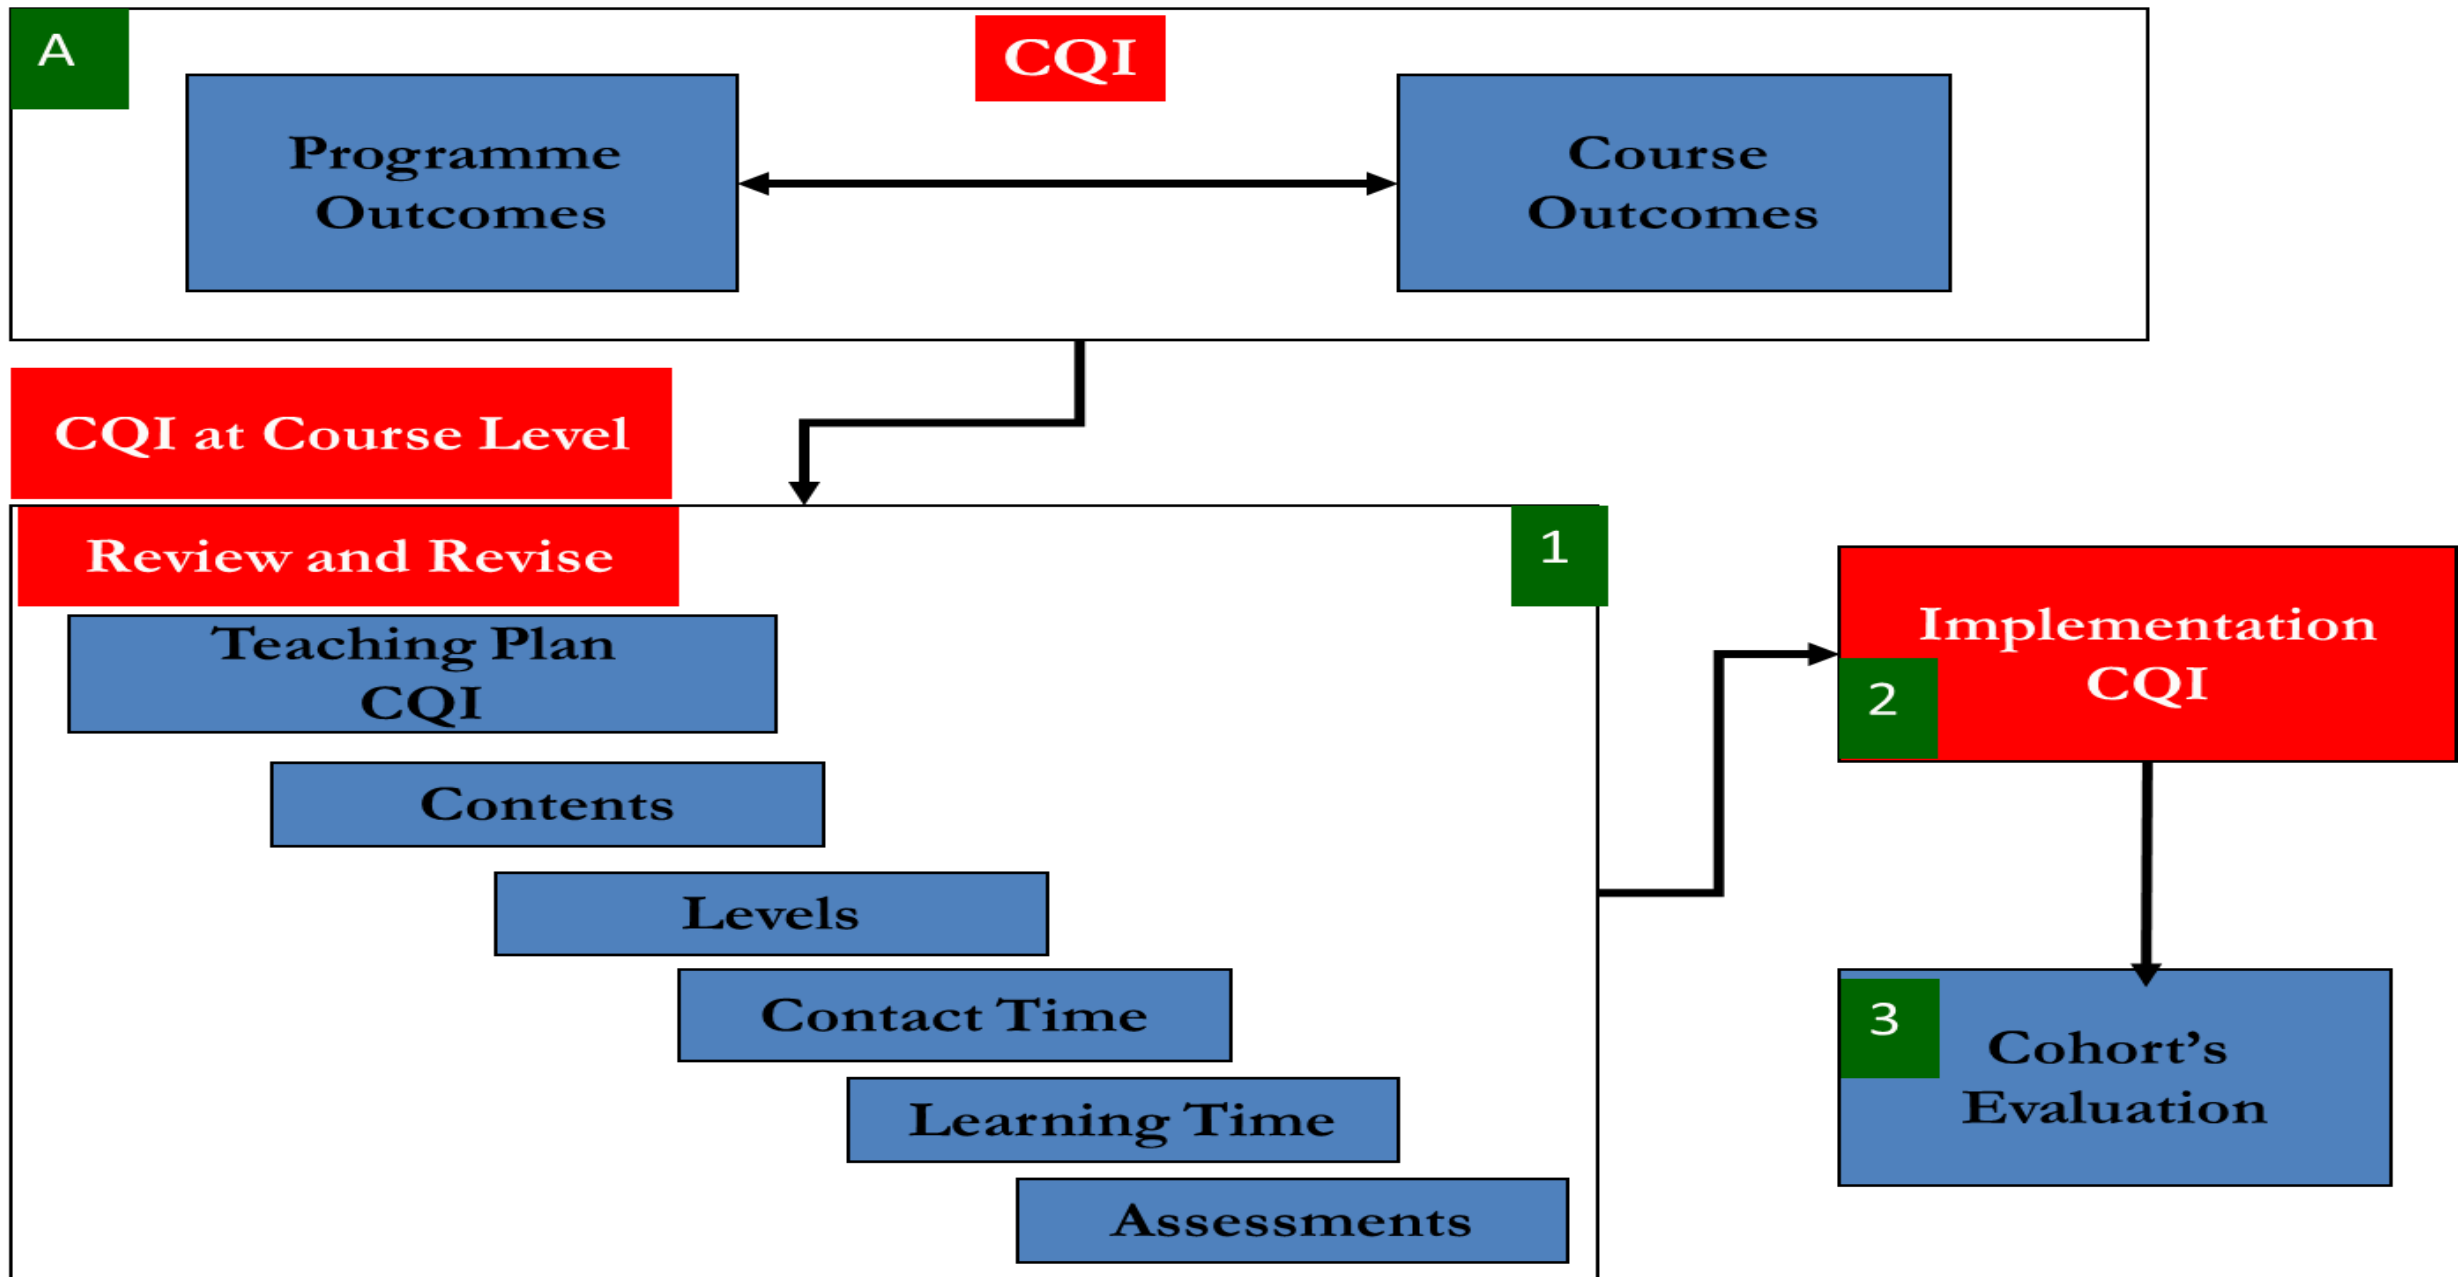 A
CQI
Programme
Outcomes
Course
Outcomes
CQI at Course Level
Review and Revise
1
Teaching Plan
CQI
Contents
Levels
Contact Time
Learning Time
Assessments
Implementation
CQI
2
3
Cohort’s
Evaluation